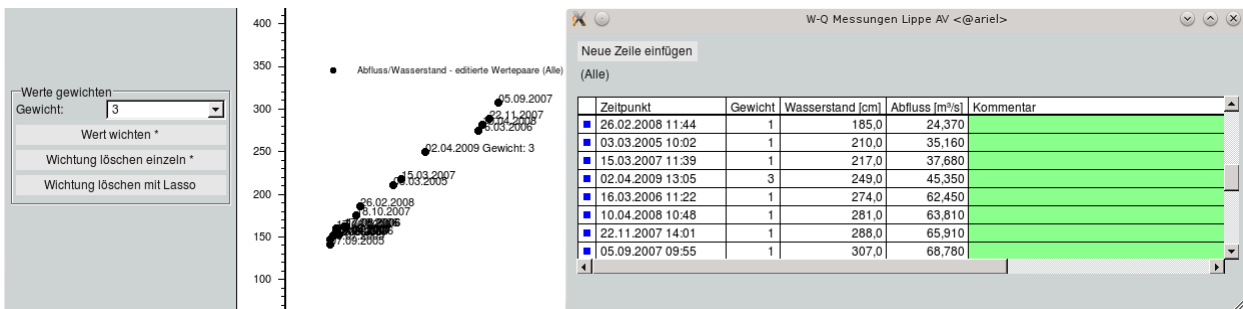 Werte gewichten
Gewicht:
3
Wert wichten *
Wichtung löschen einzeln *
Wichtung löschen mit Lasso
400
350
300
250
200
150
100
Abfluss/Wasserstand - editierte Wertepaare (Alle)
05.09.2007
22.11.2007
02.04.2009 Gewicht: 3
15.03.2007
26.02.2008
W-Q Messungen Lippe AV <@ariel>
Neue Zeile einfügen
(Alle)
Zeitpunkt Gewicht Wasserstand [cm] Abfluss [m³/s] Kommentar
26.02.2008 11:44 1 185,0 24,370
03.03.2005 10:02 1 210,0 35,160
15.03.2007 11:39 1 217,0 37,680
02.04.2009 13:05 3 249,0 45,350
16.03.2006 11:22 1 274,0 62,450
10.04.2008 10:48 1 281,0 63,810
22.11.2007 14:01 1 288,0 65,910
05.09.2007 09:55 1 307,0 68,780